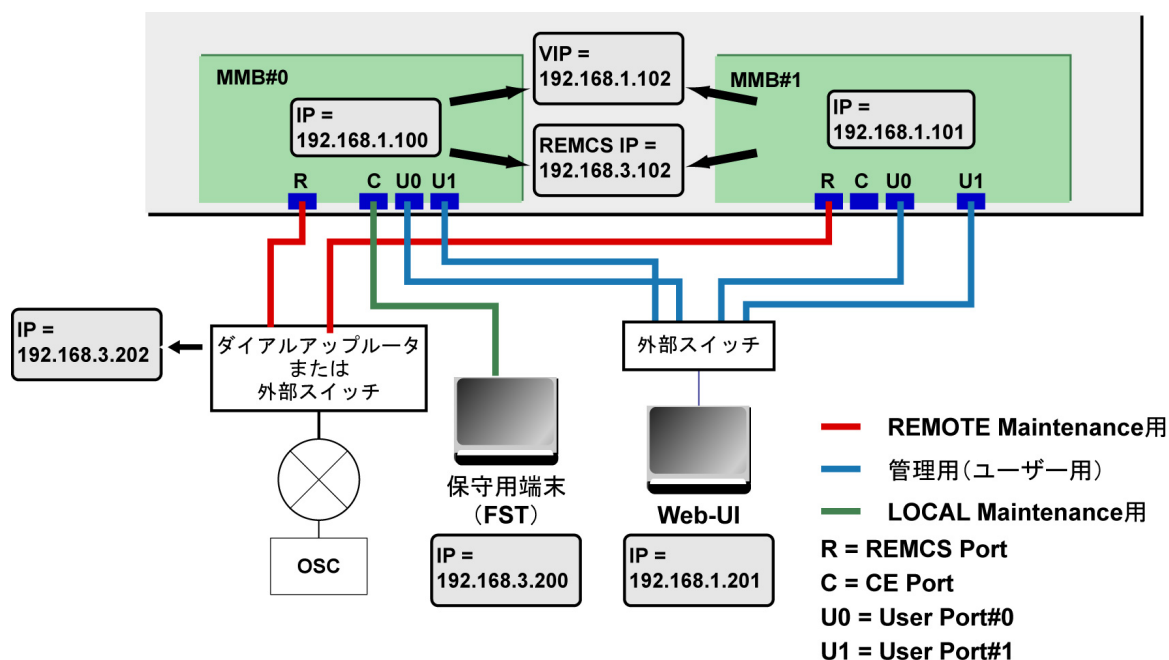 VIP =
192.168.1.102
MMB#0
MMB#1
IP =
192.168.1.100
IP =
192.168.1.101
REMCS IP =
192.168.3.102
R
C
U0
U1
R
C
U0
U1
IP =
192.168.3.202
ダイアルアップルータ
または
外部スイッチ
外部スイッチ
OSC
保守用端末
（FST）
IP =
192.168.3.200
Web-UI
IP =
192.168.1.201
REMOTE Maintenance用
管理用（ユーザー用）
LOCAL Maintenance用
R = REMCS Port
C = CE Port
U0 = User Port#0
U1 = User Port#1